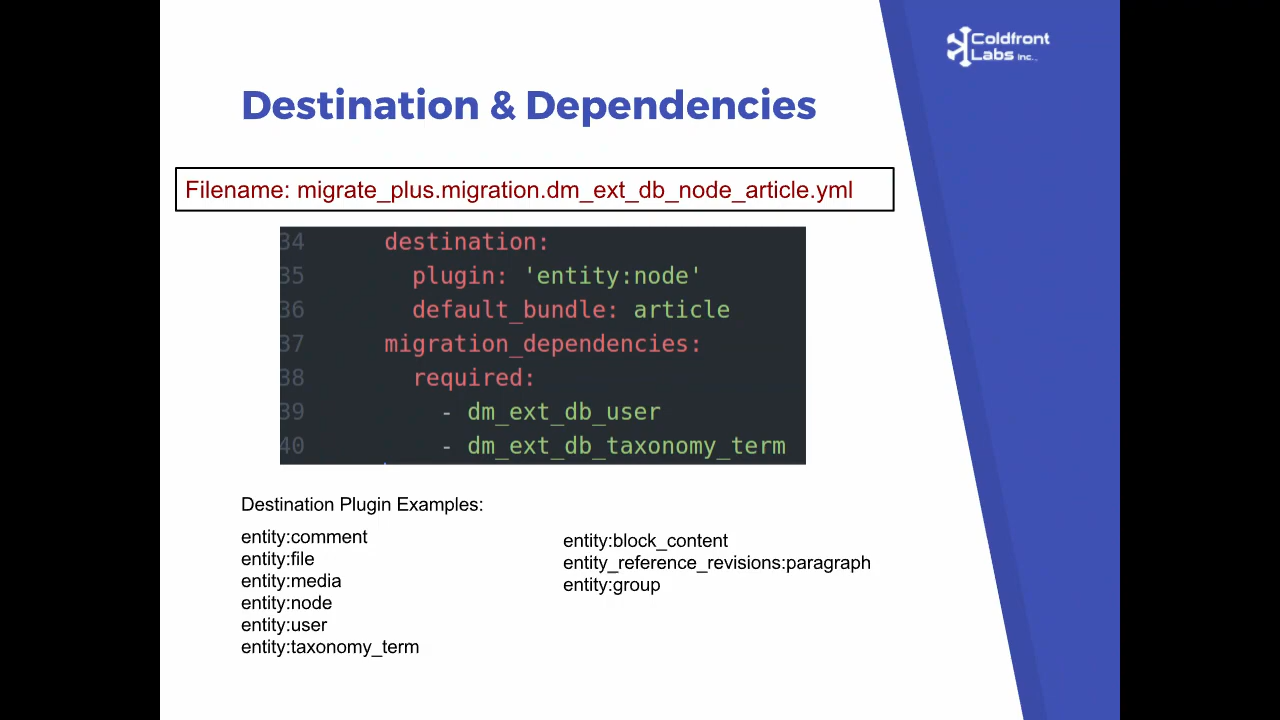 Coldfront
Labs Inc.,
Destination & Dependencies
Filename: migrate_plus.migration.dm_ext_db_node_article.yml
34 destination:
35 plugin: 'entity:node'
36 default_bundle: article
37 migration_dependencies:
38 required:
39 - dm_ext_db_user
40 - dm_ext_db_taxonomy_term
Destination Plugin Examples:
entity:comment
entity:file
entity:media
entity:node
entity:user
entity:taxonomy_term
entity:block_content
entity_reference_revisions:paragraph
entity:group